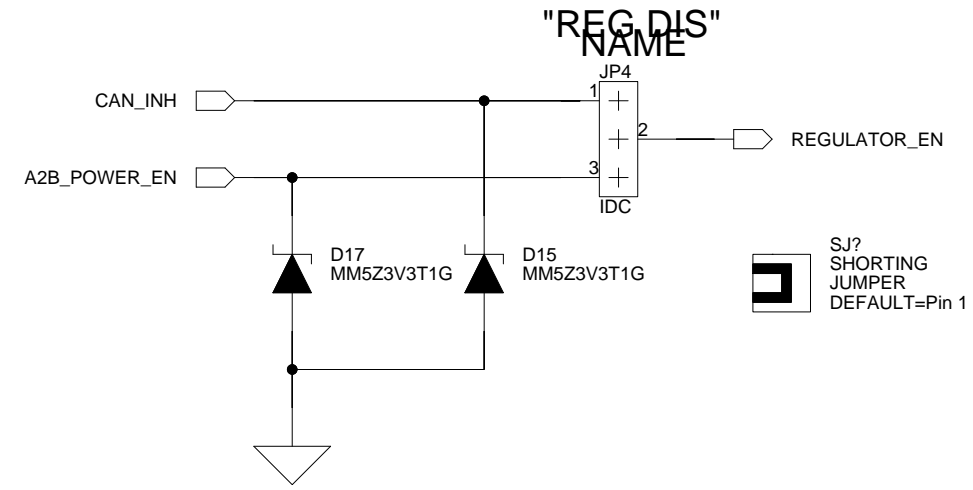 "REG DIS"
NAME
JP4
CAN_INH
1
2
REGULATOR_EN
A2B_POWER_EN
3
IDC
D17
MM5Z3V3T1G
D15
MM5Z3V3T1G
SJ?
SHORTING
JUMPER
DEFAULT=Pin 1